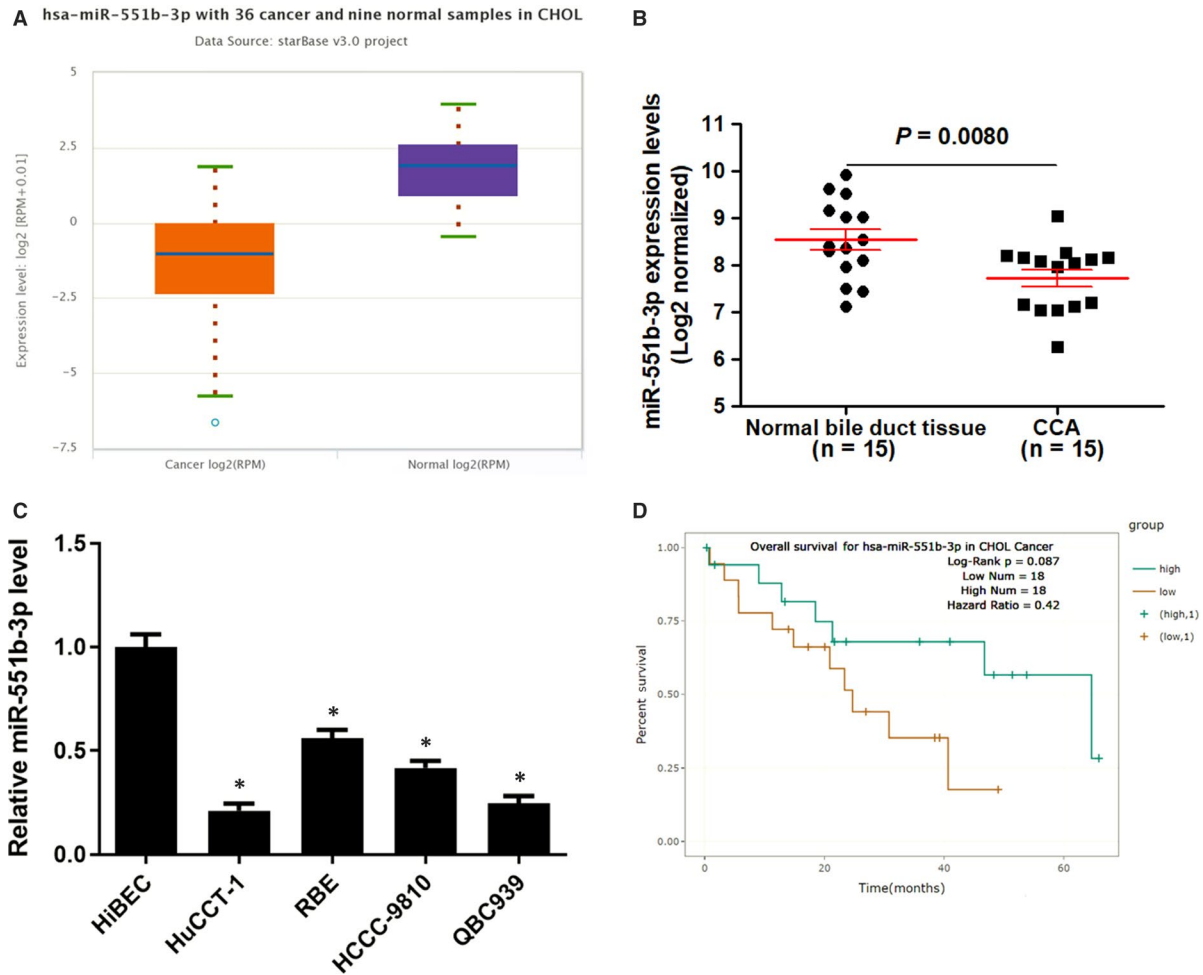 A
hsa-miR-551b-3p with 36 cancer and nine normal samples in CHOL
Data Source: starBase v3.0 project
Expression level: log2 [RPM+0.01]
5
2.5
0
−2.5
−5
−7.5
Cancer log2(RPM)
Normal log2(RPM)
B
miR-551b-3p expression levels
(Log2 normalized)
11
10
9
8
7
6
5
P = 0.0080
Normal bile duct tissue
(n = 15)
CCA
(n = 15)
C
Relative miR-551b-3p level
1.5
1.0
0.5
0.0
*
*
*
*
HiBEC
HuCCT-1
RBE
HCCC-9810
QBC939
D
Overall survival for hsa-miR-551b-3p in CHOL Cancer
Log-Rank p = 0.087
Low Num = 18
High Num = 18
Hazard Ratio = 0.42
Percent survival
1.00
0.75
0.50
0.25
0.00
0
20
40
60
Time(months)
group
high
low
(high,1)
(low,1)